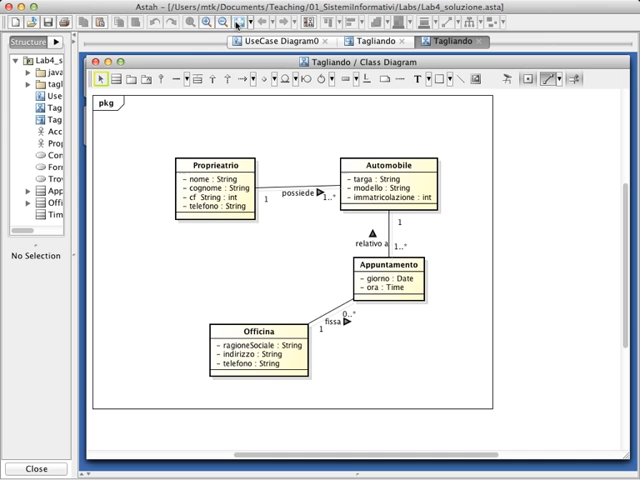 Astah - [/Users/mtk/Documents/Teaching/01_SistemiInformativi/Labs/Lab4_soluzione.asta]
UseCase Diagram0
Tagliando
Tagliando
Structure
Lab4_s
java
tagl
Use
Tag
Tag
Acc
Prop
Con
Forr
Trov
App
Offi
Tim
No Selection
Close
Tagliando / Class Diagram
T
pkg
Proprieatrio
- nome : String
- cognome : String
- cf String : int
- telefono : String
possiede
1
1..*
Automobile
- targa : String
- modello : String
- immatricolazione : int
1
relativo a
1..*
Appuntamento
- giorno : Date
- ora : Time
0..*
fissa
1
Officina
- ragioneSociale : String
- indirizzo : String
- telefono : String